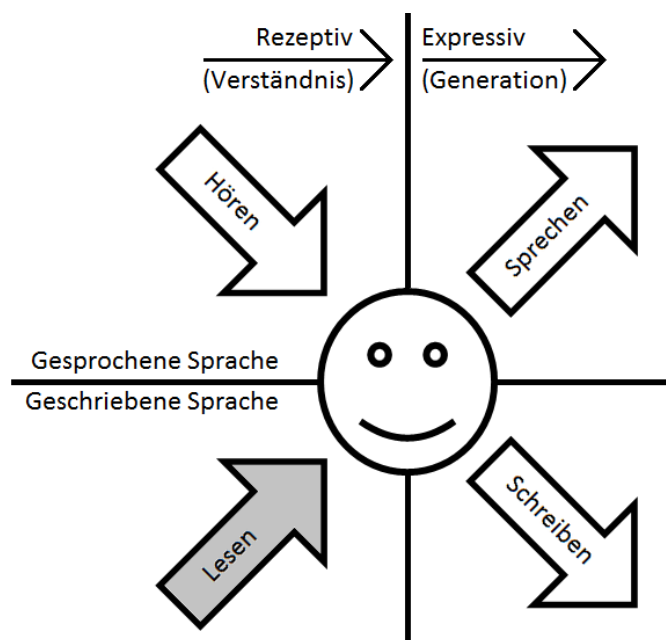 Rezeptiv
(Verständnis)
Expressiv
(Generation)
Hören
Sprechen
Gesprochene Sprache
Geschriebene Sprache
Lesen
Schreiben